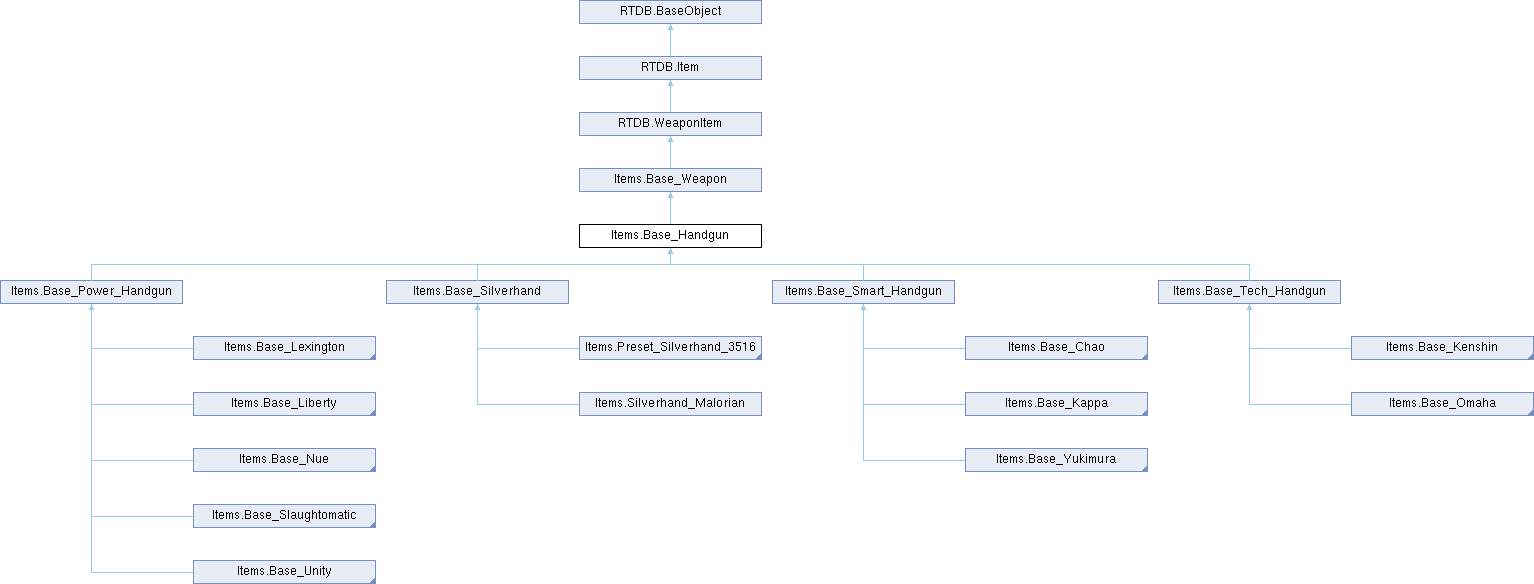 RTDB.BaseObject
RTDB.Item
RTDB.WeaponItem
Items.Base_Weapon
Items.Base_Handgun
Items.Base_Power_Handgun
Items.Base_Silverhand
Items.Base_Smart_Handgun
Items.Base_Tech_Handgun
Items.Base_Lexington
Items.Preset_Silverhand_3516
Items.Base_Chao
Items.Base_Kenshin
Items.Base_Liberty
Items.Silverhand_Malorian
Items.Base_Kappa
Items.Base_Omaha
Items.Base_Nue
Items.Base_Yukimura
Items.Base_Slaughtomatic
Items.Base_Unity